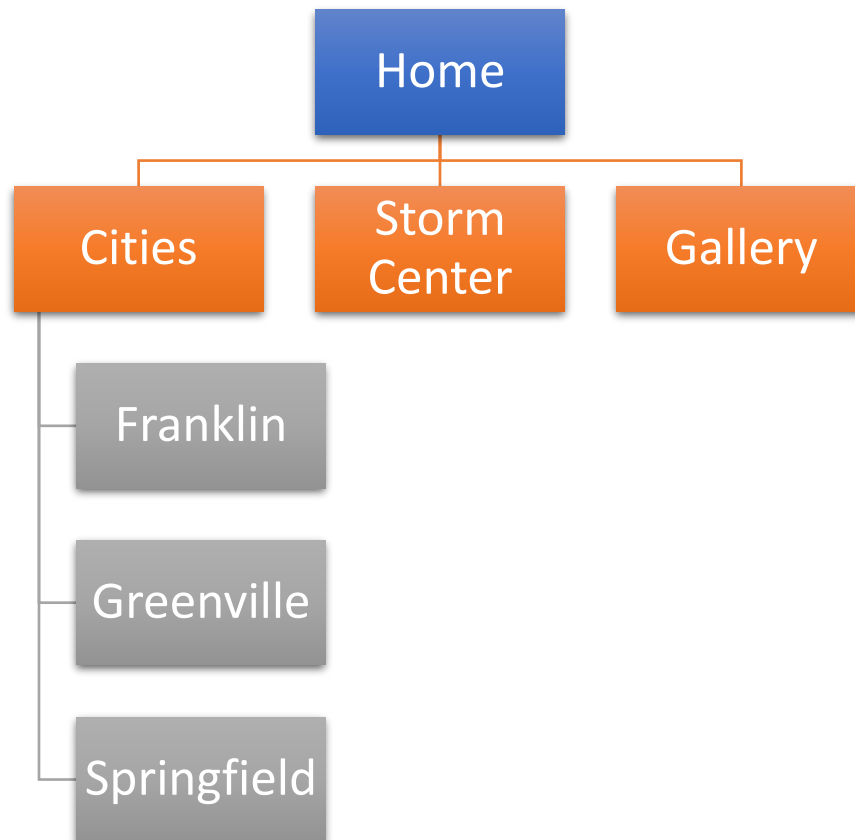 Home
Cities
Storm
Center
Gallery
Franklin
Greenville
Springfield